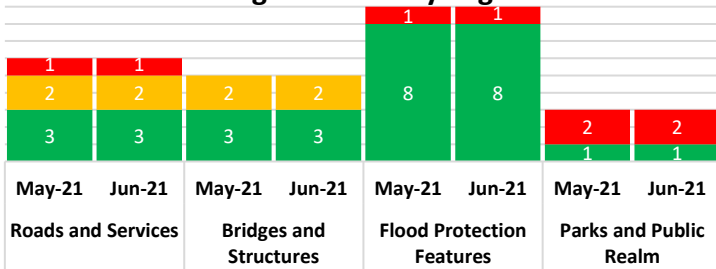 1 1
1 1
2 2 2 2 8 8 2 2
3 3 3 3 1 1
May-21 Jun-21 May-21 Jun-21 May-21 Jun-21 May-21 Jun-21
Roads and Services Bridges and Flood Protection Parks and Public
Structures Features Realm